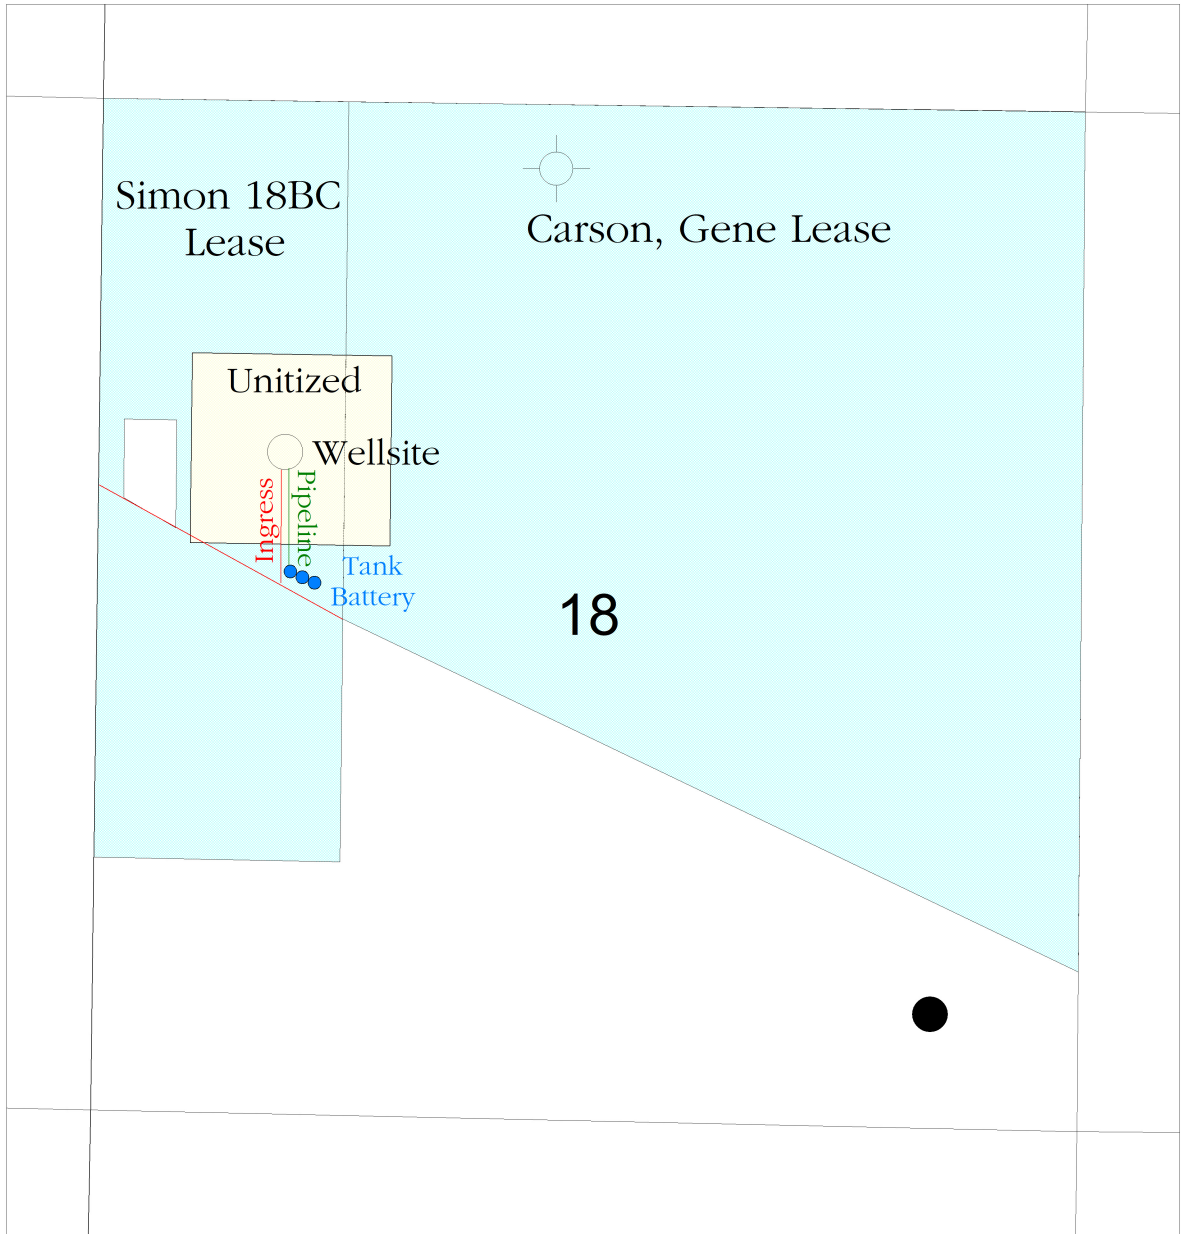 Simon 18BC
Lease
Carson, Gene Lease
Unitized
Wellsite
Ingress
Pipeline
Tank
Battery
18